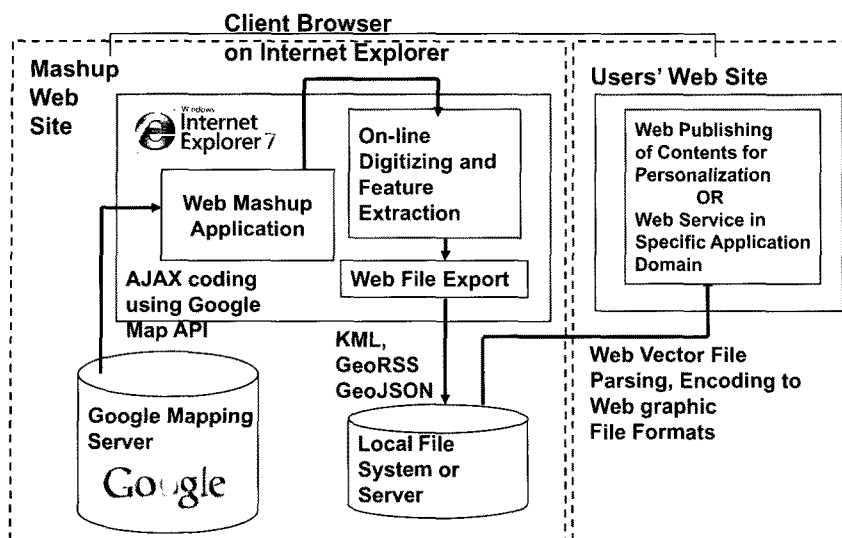 Client Browser
on Internet Explorer
Mashup
Web
Site
Windows
Internet
Explorer 7
Web Mashup
Application
On-line
Digitizing and
Feature
Extraction
Web File Export
AJAX coding
using Google
Map API
KML,
GeoRSS
GeoJSON
Google Mapping
Server
Google
Local File
System or
Server
Users' Web Site
Web Publishing
of Contents for
Personalization
OR
Web Service in
Specific Application
Domain
Web Vector File
Parsing, Encoding to
Web graphic
File Formats